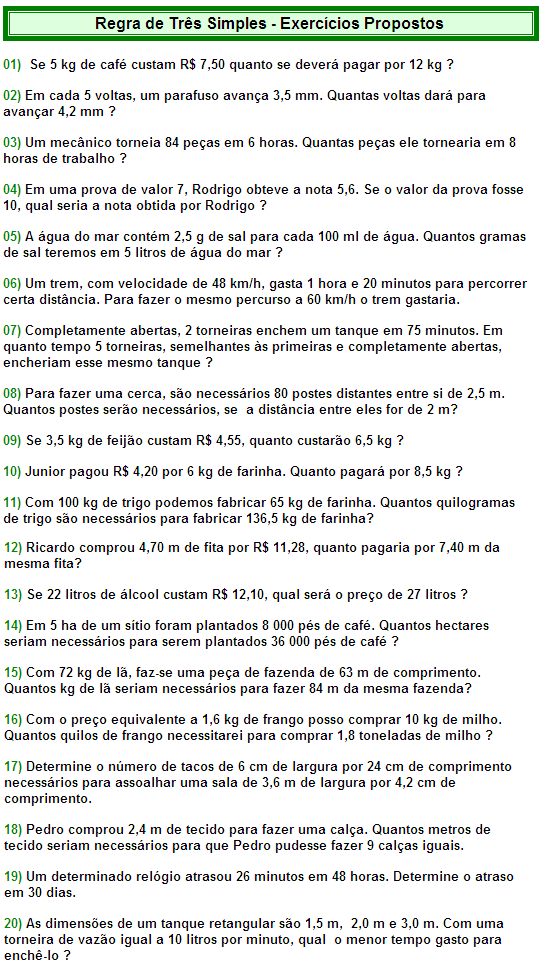 Regra de Três Simples - Exercícios Propostos
01)  Se 5 kg de café custam R$ 7,50 quanto se deverá pagar por 12 kg ?
02) Em cada 5 voltas, um parafuso avança 3,5 mm. Quantas voltas dará para
avançar 4,2 mm ?
03) Um mecânico torneia 84 peças em 6 horas. Quantas peças ele tornearia em 8
horas de trabalho ?
04) Em uma prova de valor 7, Rodrigo obteve a nota 5,6. Se o valor da prova fosse
10, qual seria a nota obtida por Rodrigo ?
05) A água do mar contém 2,5 g de sal para cada 100 ml de água. Quantos gramas
de sal teremos em 5 litros de água do mar ?
06) Um trem, com velocidade de 48 km/h, gasta 1 hora e 20 minutos para percorrer
certa distância. Para fazer o mesmo percurso a 60 km/h o trem gastaria.
07) Completamente abertas, 2 torneiras enchem um tanque em 75 minutos. Em
quanto tempo 5 torneiras, semelhantes às primeiras e completamente abertas,
encheriam esse mesmo tanque ?
08) Para fazer uma cerca, são necessários 80 postes distantes entre si de 2,5 m.
Quantos postes serão necessários, se  a distância entre eles for de 2 m?
09) Se 3,5 kg de feijão custam R$ 4,55, quanto custarão 6,5 kg ?
10) Junior pagou R$ 4,20 por 6 kg de farinha. Quanto pagará por 8,5 kg ?
11) Com 100 kg de trigo podemos fabricar 65 kg de farinha. Quantos quilogramas
de trigo são necessários para fabricar 136,5 kg de farinha?
12) Ricardo comprou 4,70 m de fita por R$ 11,28, quanto pagaria por 7,40 m da
mesma fita?
13) Se 22 litros de álcool custam R$ 12,10, qual será o preço de 27 litros ?
14) Em 5 ha de um sítio foram plantados 8 000 pés de café. Quantos hectares
seriam necessários para serem plantados 36 000 pés de café ?
15) Com 72 kg de lã, faz-se uma peça de fazenda de 63 m de comprimento.
Quantos kg de lã seriam necessários para fazer 84 m da mesma fazenda?
16) Com o preço equivalente a 1,6 kg de frango posso comprar 10 kg de milho.
Quantos quilos de frango necessitarei para comprar 1,8 toneladas de milho ?
17) Determine o número de tacos de 6 cm de largura por 24 cm de comprimento
necessários para assoalhar uma sala de 3,6 m de largura por 4,2 cm de
comprimento.
18) Pedro comprou 2,4 m de tecido para fazer uma calça. Quantos metros de
tecido seriam necessários para que Pedro pudesse fazer 9 calças iguais.
19) Um determinado relógio atrasou 26 minutos em 48 horas. Determine o atraso
em 30 dias.
20) As dimensões de um tanque retangular são 1,5 m,  2,0 m e 3,0 m. Com uma
torneira de vazão igual a 10 litros por minuto, qual  o menor tempo gasto para
enchê-lo ?